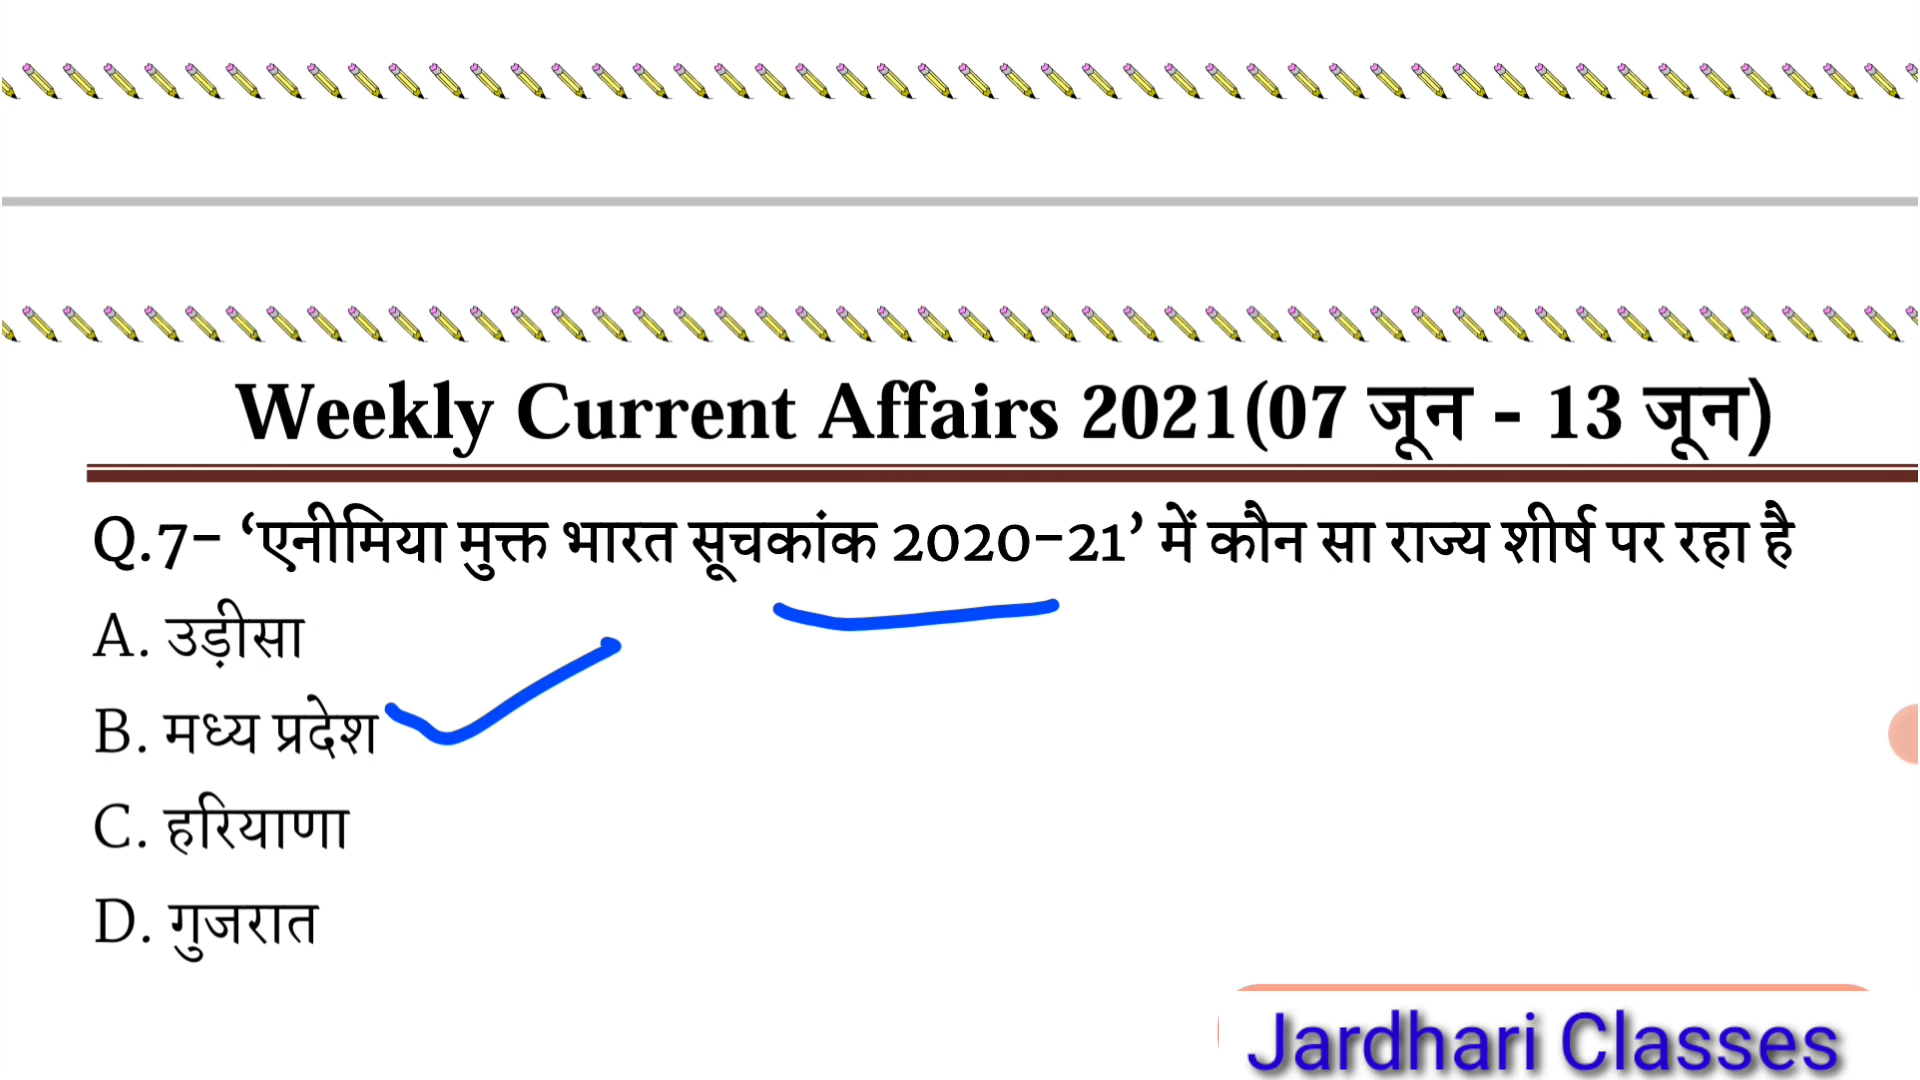 Weekly Current Affairs 2021(07 जून - 13 जून)
Q.7- ‘एनीमिया मुक्त भारत सूचकांक 2020-21’ में कौन सा राज्य शीर्ष पर रहा है
A. उड़ीसा
B. मध्य प्रदेश
C. हरियाणा
D. गुजरात
Jardhari Classes